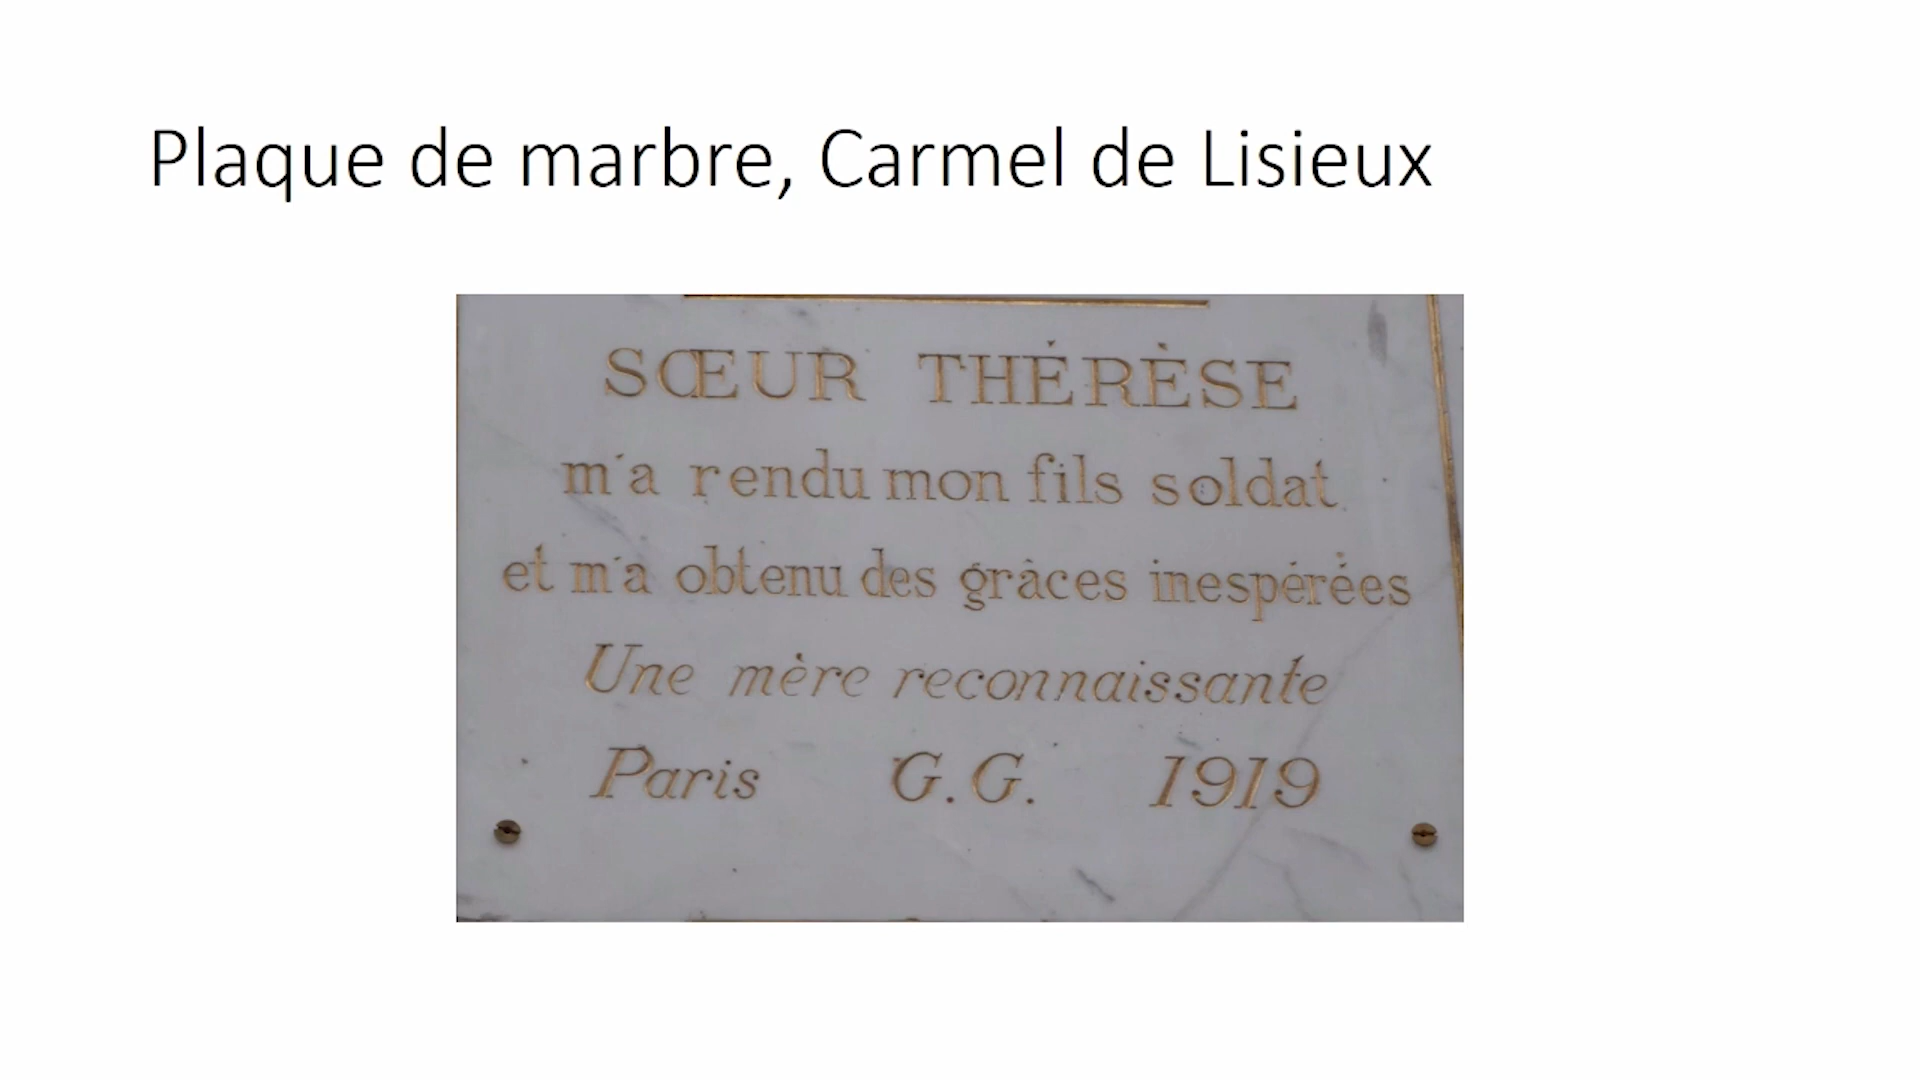 Plaque de marbre, Carmel de Lisieux
SŒUR THÉRÈSE
m'a rendu mon fils soldat
et m'a obtenu des grâces inespérées
Une mère reconnaissante
Paris G.G. 1919